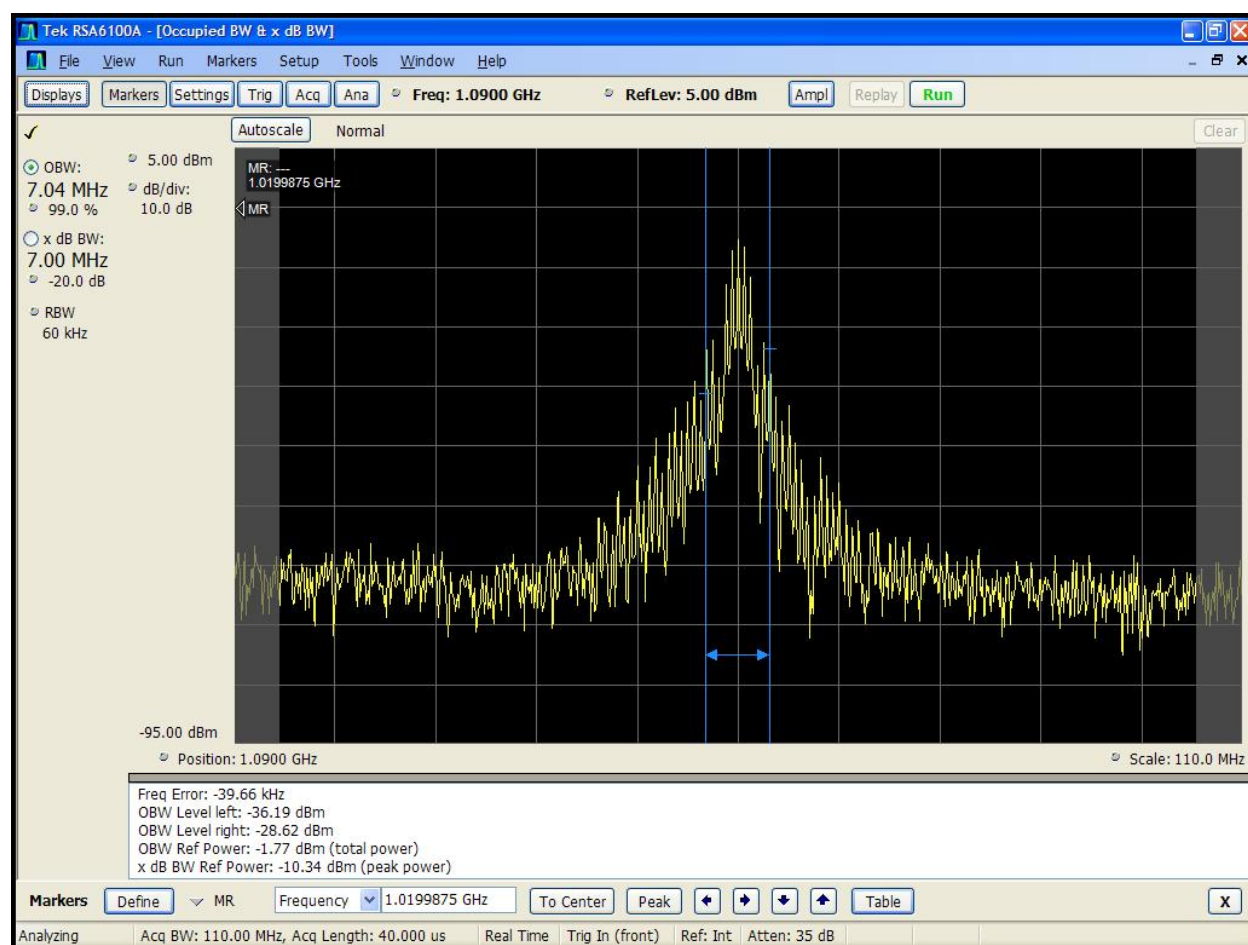 Tek RSA6100A - [Occupied BW & x dB BW]
File View Run Markers Setup Tools Window Help
Displays Markers Settings Trig Acq Ana Freq: 1.0900 GHz RefLev: 5.00 dBm Ampl Replay Run
Autoscale Normal Clear
OBW:
7.04 MHz
99.0 %
x dB BW:
7.00 MHz
-20.0 dB
RBW
60 kHz
5.00 dBm
dB/div:
10.0 dB
MR: ---
1.0199875 GHz
MR
-95.00 dBm
Position: 1.0900 GHz Scale: 110.0 MHz
Freq Error: -39.66 kHz
OBW Level left: -36.19 dBm
OBW Level right: -28.62 dBm
OBW Ref Power: -1.77 dBm (total power)
x dB BW Ref Power: -10.34 dBm (peak power)
Markers Define MR Frequency 1.0199875 GHz To Center Peak Table X
Analyzing Acq BW: 110.00 MHz, Acq Length: 40.000 us Real Time Trig In (front) Ref: Int Atten: 35 dB